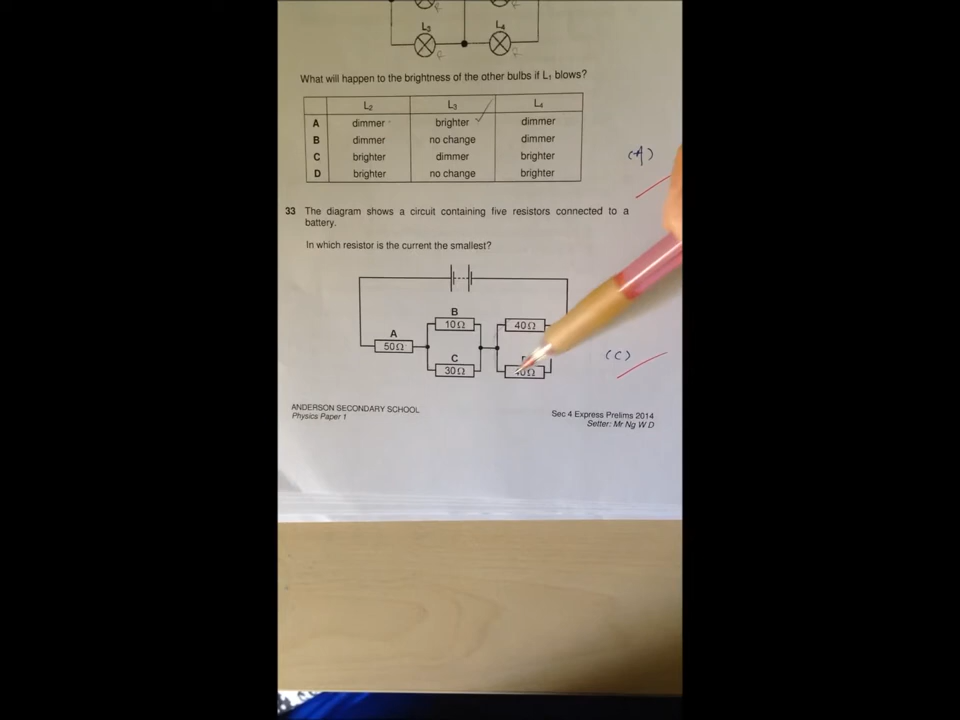 L3 L4
What will happen to the brightness of the other bulbs if L1 blows?
L2 L3 L4
A dimmer brighter dimmer
B dimmer no change dimmer
C brighter dimmer brighter
D brighter no change brighter
(A)
33 The diagram shows a circuit containing five resistors connected to a
battery.
In which resistor is the current the smallest?
B
10Ω 40Ω
A
50Ω
C
30Ω
(C)
ANDERSON SECONDARY SCHOOL
Physics Paper 1
Sec 4 Express Prelims 2014
Setter: Mr Ng W D